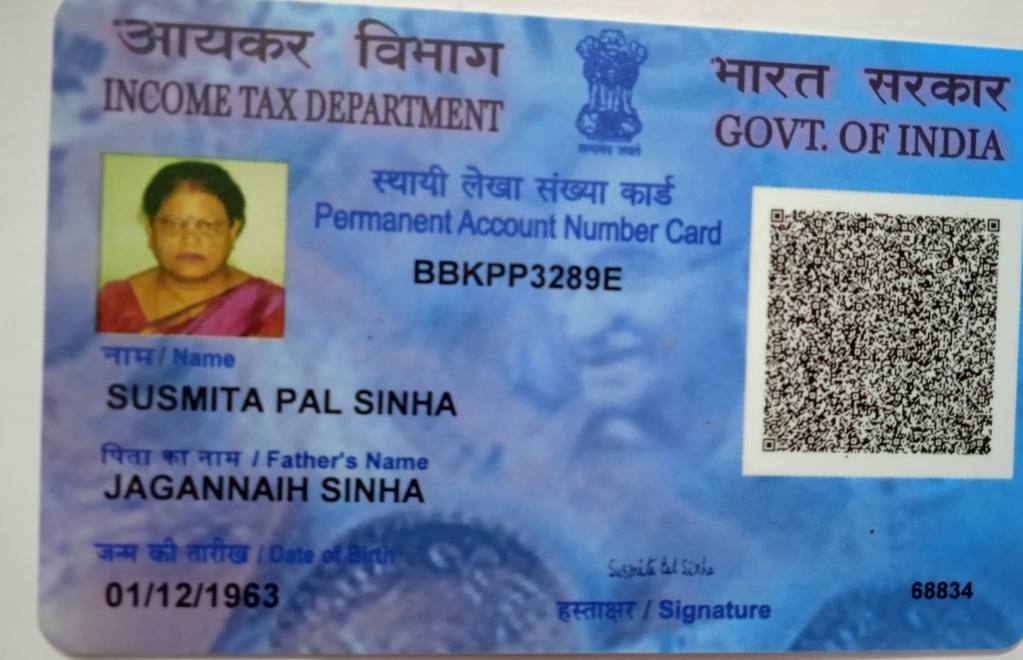 आयकर विभाग
INCOME TAX DEPARTMENT
भारत सरकार
GOVT. OF INDIA
सत्यमेव जयते
स्थायी लेखा संख्या कार्ड
Permanent Account Number Card
BBKPP3289E
नाम / Name
SUSMITA PAL SINHA
पिता का नाम / Father's Name
JAGANNAIH SINHA
जन्म की तारीख / Date of Birth
01/12/1963
Susmita Pal Sinha
हस्ताक्षर / Signature
68834